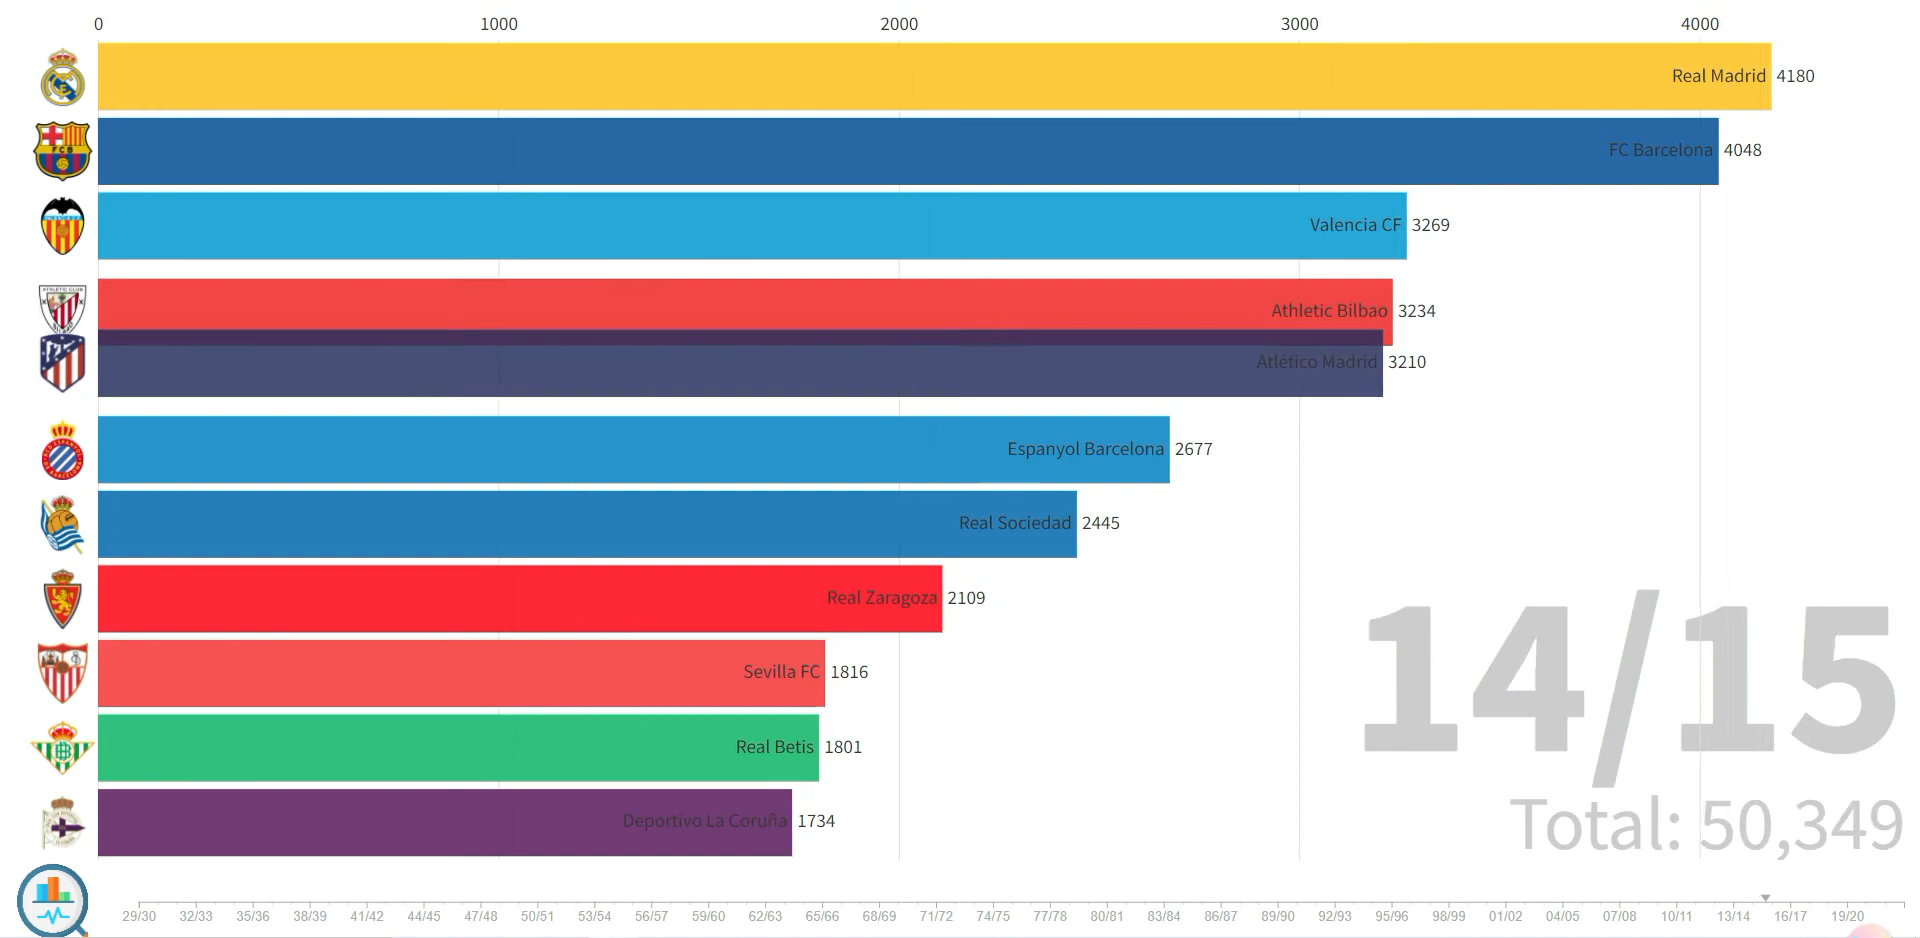 0 1000 2000 3000 4000
Real Madrid 4180
FC Barcelona 4048
Valencia CF 3269
Athletic Bilbao 3234
Atlético Madrid 3210
Espanyol Barcelona 2677
Real Sociedad 2445
Real Zaragoza 2109
Sevilla FC 1816
Real Betis 1801
Deportivo La Coruña 1734
14/15
Total: 50,349
29/30 32/33 35/36 38/39 41/42 44/45 47/48 50/51 53/54 56/57 59/60 62/63 65/66 68/69 71/72 74/75 77/78 80/81 83/84 86/87 89/90 92/93 95/96 98/99 01/02 04/05 07/08 10/11 13/14 16/17 19/20
FCB
ATHLETIC CLUB